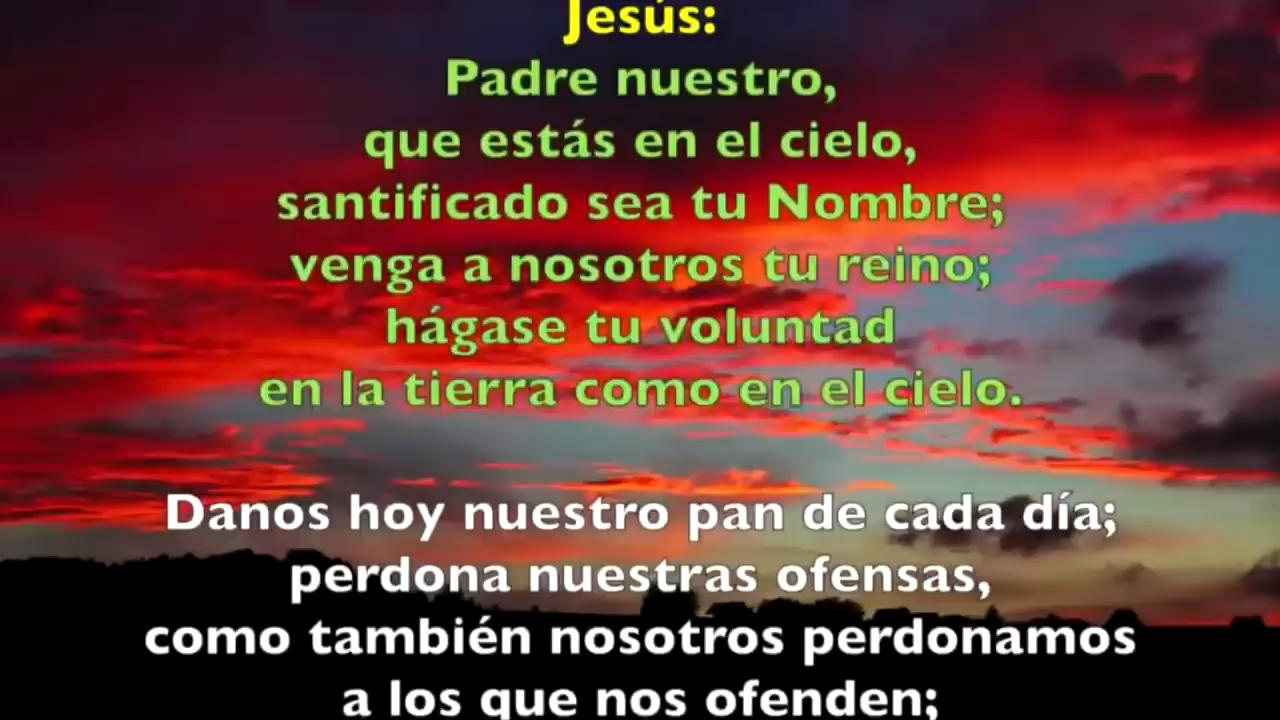 Jesús:
Padre nuestro,
que estás en el cielo,
santificado sea tu Nombre;
venga a nosotros tu reino;
hágase tu voluntad
en la tierra como en el cielo.
Danos hoy nuestro pan de cada día;
perdona nuestras ofensas,
como también nosotros perdonamos
a los que nos ofenden;